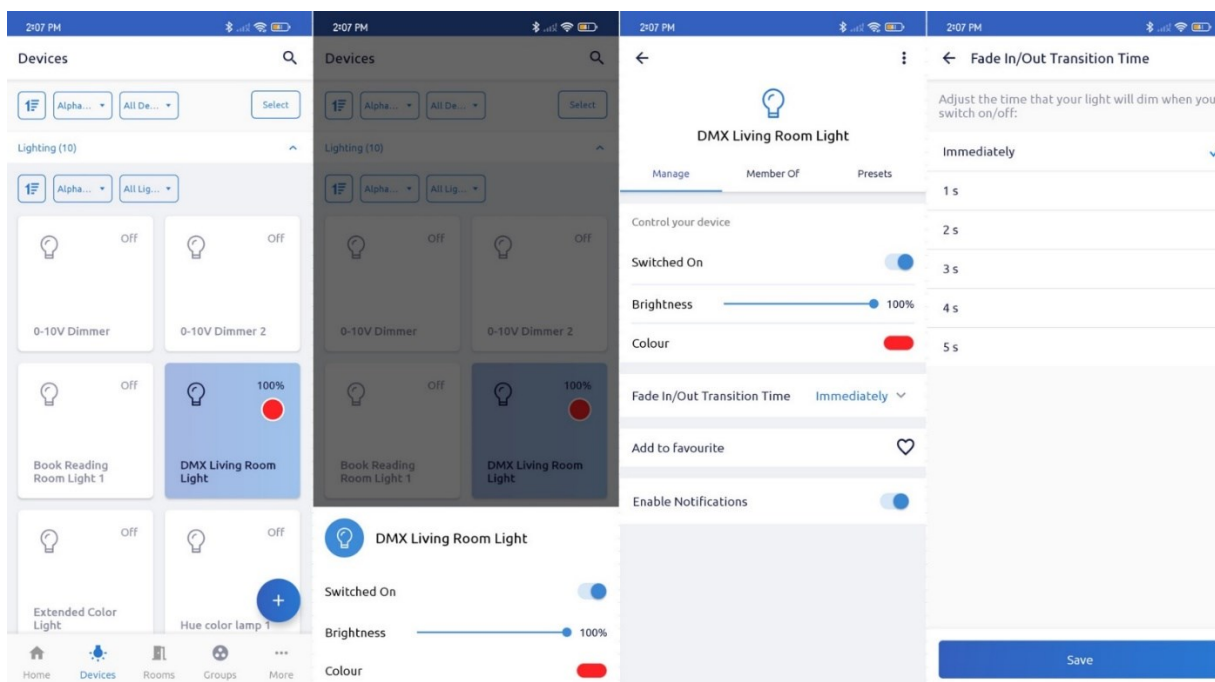 2:07 PM
Devices
Alpha...
All De...
Select
Lighting (10)
Alpha...
All Lig...
Off
Off
0-10V Dimmer
0-10V Dimmer 2
Off
100%
Book Reading
Room Light 1
DMX Living Room
Light
Off
Off
Extended Color
Light
Hue color lamp 1
+
Home
Devices
Rooms
Groups
More
2:07 PM
Devices
Alpha...
All De...
Select
Lighting (10)
Alpha...
All Lig...
Off
Off
0-10V Dimmer
0-10V Dimmer 2
Off
100%
Book Reading
Room Light 1
DMX Living Room
Light
DMX Living Room Light
Switched On
Brightness
100%
Colour
2:07 PM
DMX Living Room Light
Manage
Member Of
Presets
Control your device
Switched On
Brightness
100%
Colour
Fade In/Out Transition Time
Immediately
Add to favourite
Enable Notifications
2:07 PM
Fade In/Out Transition Time
Adjust the time that your light will dim when you
switch on/off:
Immediately
1 s
2 s
3 s
4 s
5 s
Save